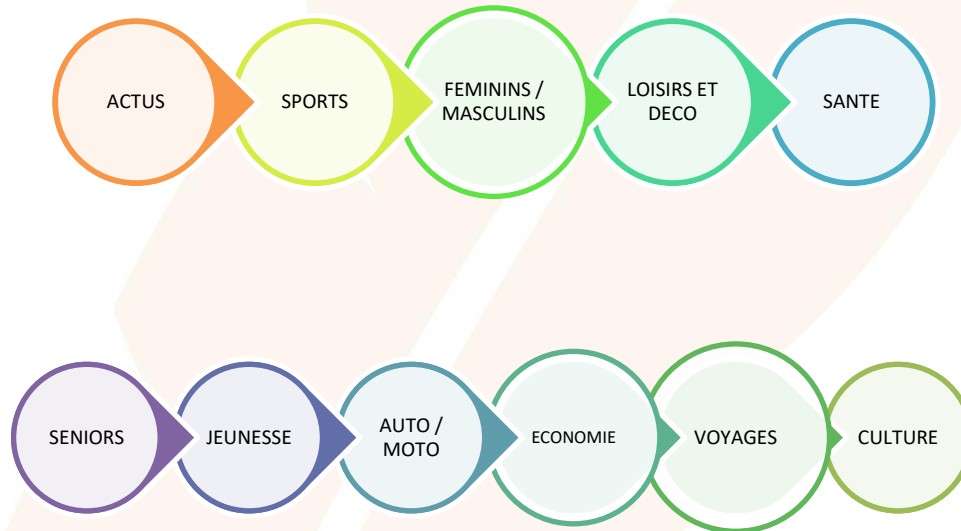 ACTUS
SPORTS
FEMININS /
MASCULINS
LOISIRS ET
DECO
SANTE
SENIORS
JEUNESSE
AUTO /
MOTO
ECONOMIE
VOYAGES
CULTURE